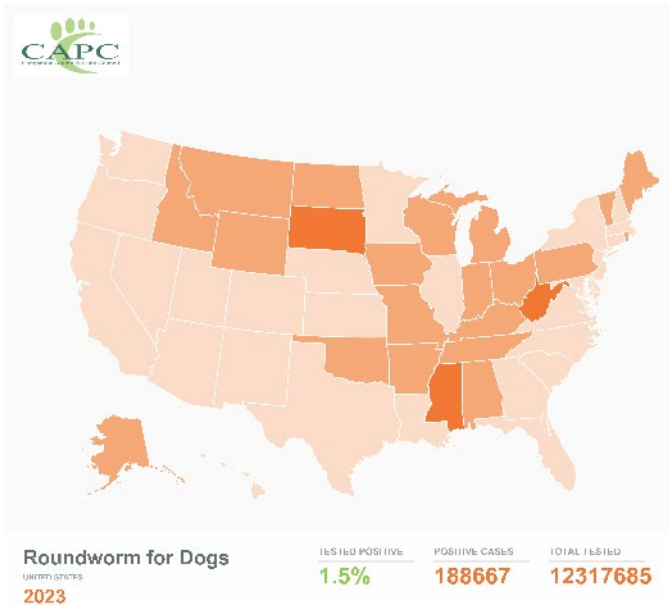 CAPC
Roundworm for Dogs
UNITED STATES
2023
TESTED POSITIVE
1.5%
POSITIVE CASES
188667
TOTAL TESTED
12317685